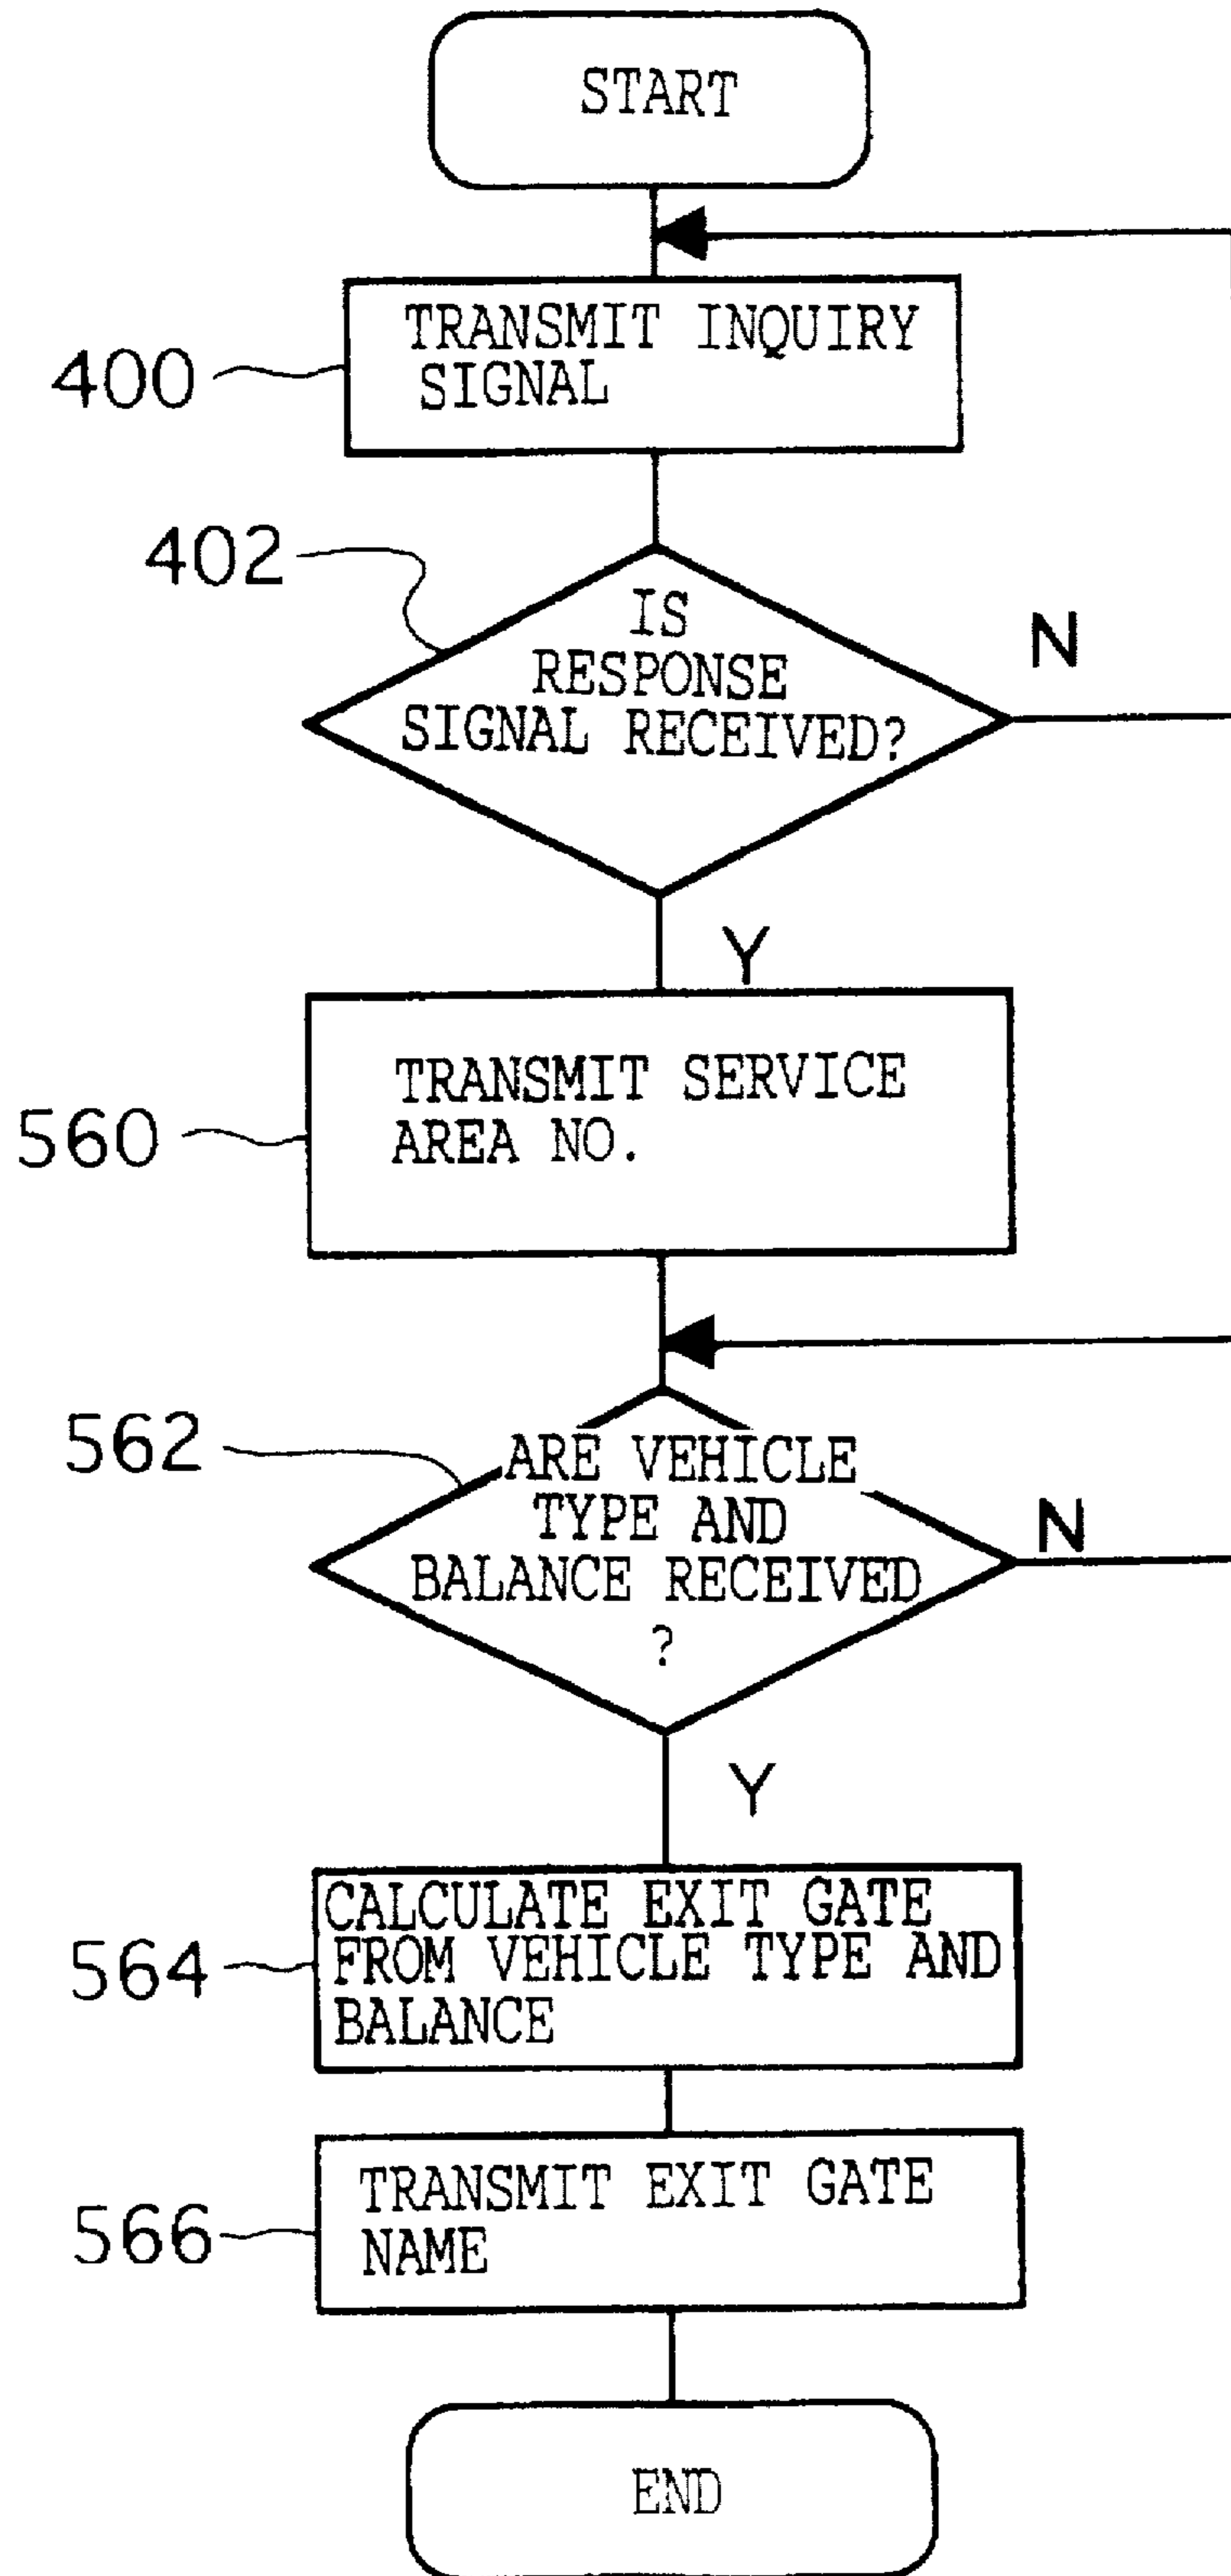 START
TRANSMIT INQUIRY
SIGNAL
400
402
IS
RESPONSE
SIGNAL RECEIVED?
N
Y
TRANSMIT SERVICE
AREA NO.
560
562
ARE VEHICLE
TYPE AND
BALANCE RECEIVED
?
N
Y
CALCULATE EXIT GATE
FROM VEHICLE TYPE AND
BALANCE
564
TRANSMIT EXIT GATE
NAME
566
END